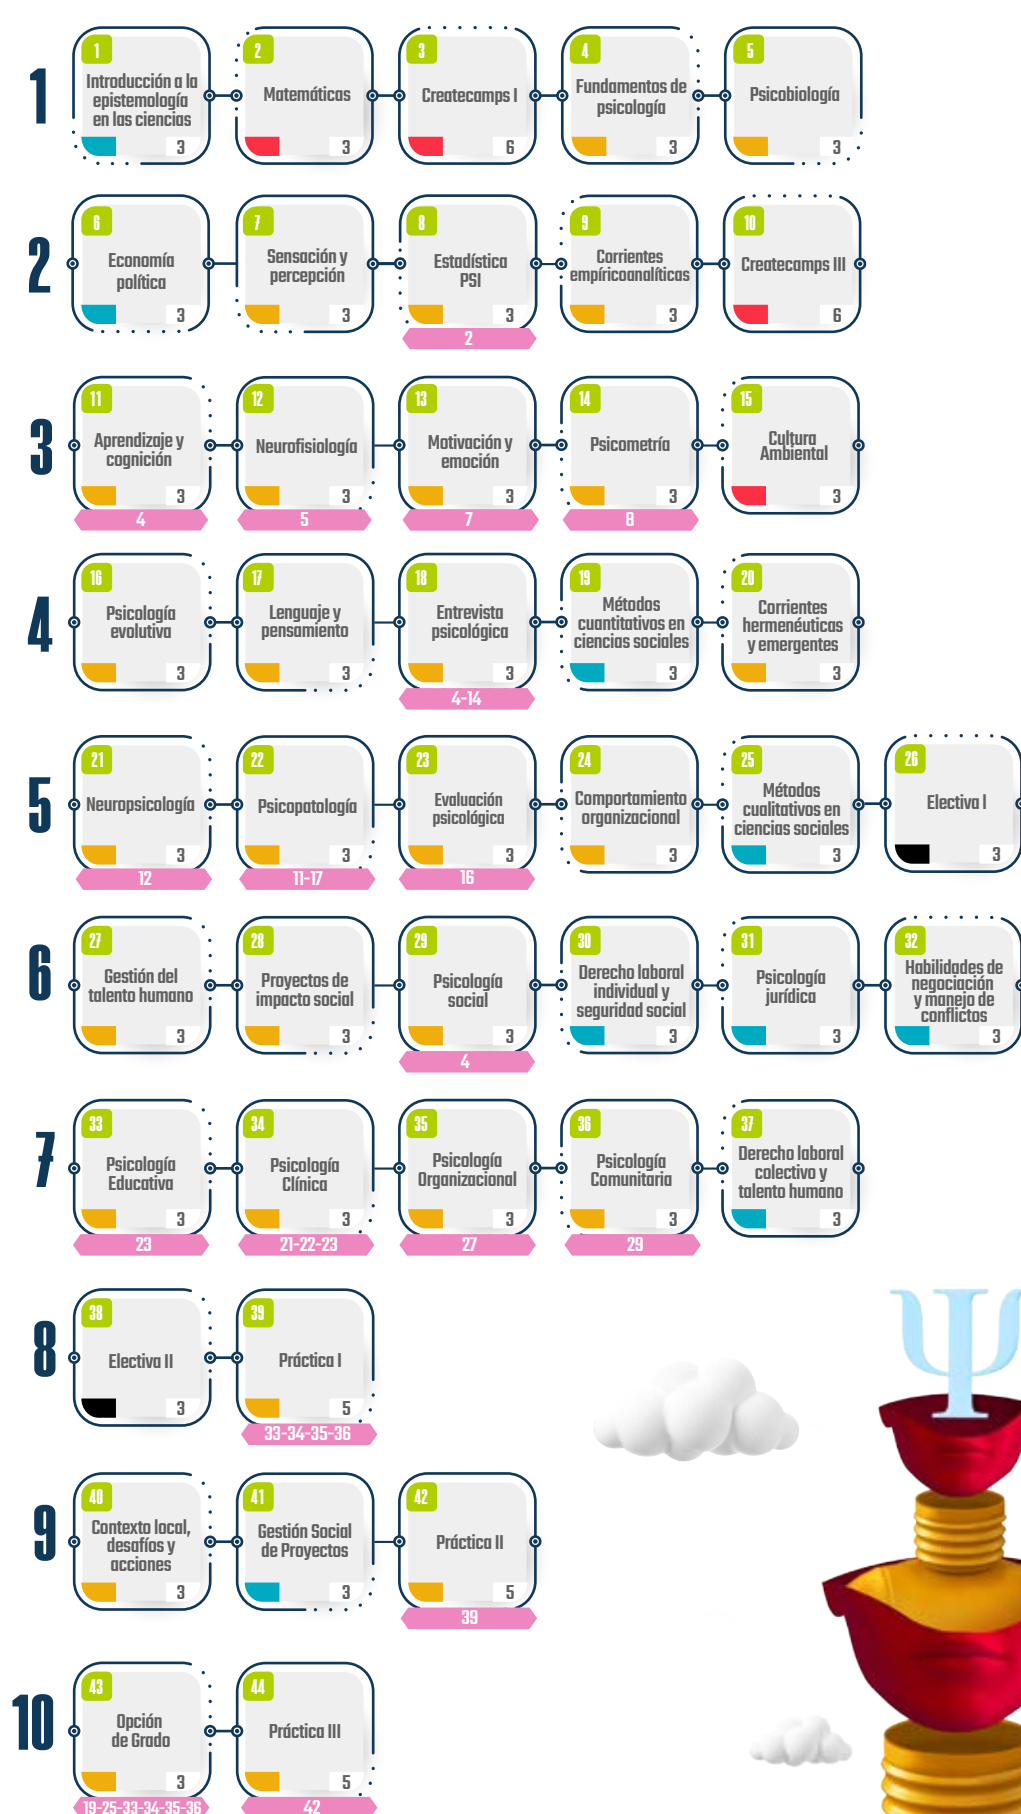 1
1
Introducción a la
epistemología
en las ciencias
3
2
Matemáticas
3
3
Createcamps I
6
4
Fundamentos de
psicología
3
5
Psicobiología
3
2
6
Economía
política
3
7
Sensación y
percepción
3
8
Estadística
PSI
3
2
9
Corrientes
empíricoanalíticas
3
10
Createcamps III
6
3
11
Aprendizaje y
cognición
3
4
12
Neurofisiología
3
5
13
Motivación y
emoción
3
7
14
Psicometría
3
8
15
Cultura
Ambiental
3
4
16
Psicología
evolutiva
3
17
Lenguaje y
pensamiento
3
18
Entrevista
psicológica
3
4-14
19
Métodos
cuantitativos en
ciencias sociales
3
20
Corrientes
hermenéuticas
y emergentes
3
5
21
Neuropsicología
3
12
22
Psicopatología
3
11-17
23
Evaluación
psicológica
3
16
24
Comportamiento
organizacional
3
25
Métodos
cualitativos en
ciencias sociales
3
26
Electiva I
3
6
27
Gestión del
talento humano
3
28
Proyectos de
impacto social
3
29
Psicología
social
3
4
30
Derecho laboral
individual y
seguridad social
3
31
Psicología
jurídica
3
32
Habilidades de
negociación
y manejo de
conflictos
3
7
33
Psicología
Educativa
3
23
34
Psicología
Clínica
3
21-22-23
35
Psicología
Organizacional
3
27
36
Psicología
Comunitaria
3
29
37
Derecho laboral
colectivo y
talento humano
3
8
38
Electiva II
3
39
Práctica I
5
33-34-35-36
9
40
Contexto local,
desafíos y
acciones
3
41
Gestión Social
de Proyectos
3
42
Práctica II
5
39
10
43
Opción
de Grado
3
19-25-33-34-35-36
44
Práctica III
5
42
Ψ